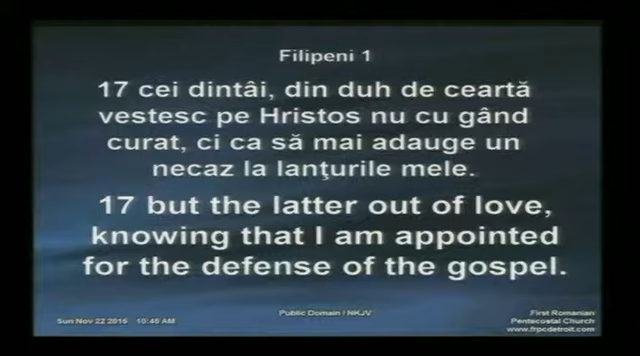 Filipeni 1
17 cei dintâi, din duh de ceartă
vestesc pe Hristos nu cu gând
curat, ci ca să mai adauge un
necaz la lanţurile mele.
17 but the latter out of love,
knowing that I am appointed
for the defense of the gospel.
Sun Nov 22 2015 10:46 AM
Public Domain / NKJV
First Romanian
Pentecostal Church
www.frpcdetroit.com